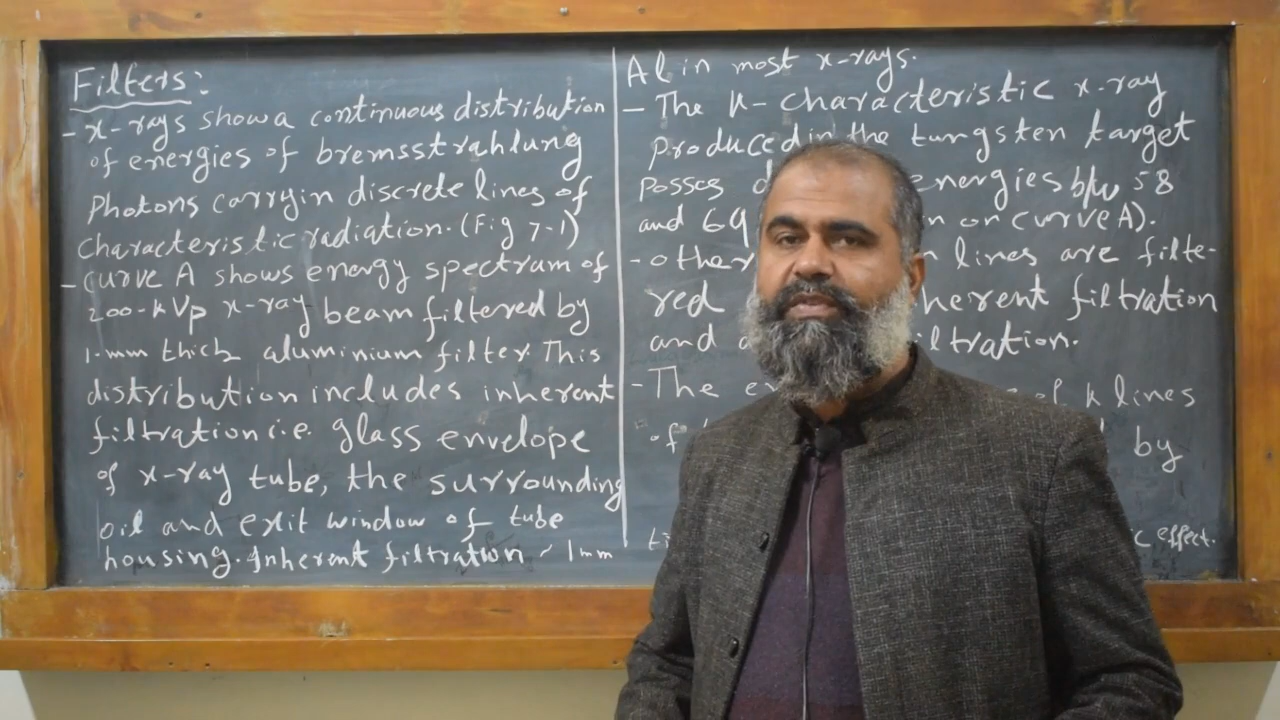 Filters:
- x-rays show a continuous distribution
of energies of bremsstrahlung
Photons carryin discrete lines of
characteristic radiation. (Fig 7-1)
- curve A shows energy spectrum of
200-kVp x-ray beam filtered by
1-mm thick aluminium filter. This
distribution includes inherent
filtration i.e. glass envelope
of x-ray tube, the surrounding
oil and exit window of tube
housing. Inherent filtration ~ 1mm
Al in most x-rays.
- The K-characteristic x-ray
produced in the tungsten target
posses energies b/w 58
and 69 on curve A).
- other lines are filte-
red herent filtration
and
- The of k lines
of by
effect.